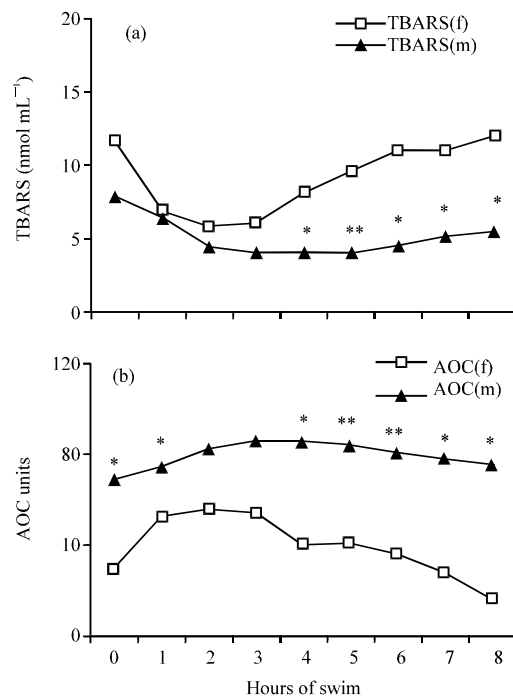 (a)
TBARS(f)
TBARS(m)
TBARS (nmol mL⁻¹)
20
15
10
5
0
*
**
*
*
*
(b)
AOC(f)
AOC(m)
AOC units
120
80
10
0
*
*
*
**
**
*
*
0 1 2 3 4 5 6 7 8
Hours of swim